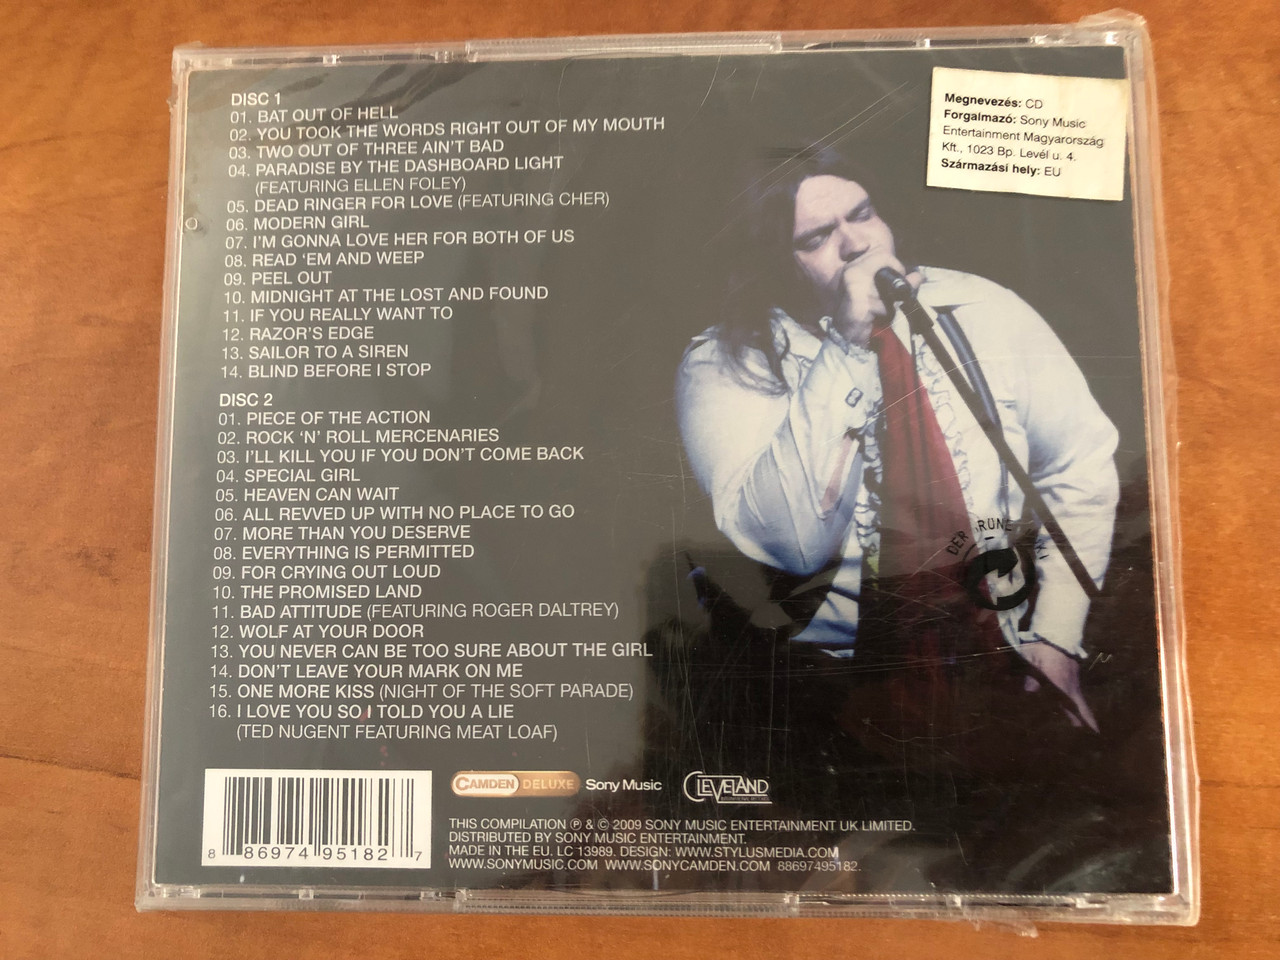 DISC 1
01. BAT OUT OF HELL
02. YOU TOOK THE WORDS RIGHT OUT OF MY MOUTH
03. TWO OUT OF THREE AIN'T BAD
04. PARADISE BY THE DASHBOARD LIGHT
(FEATURING ELLEN FOLEY)
05. DEAD RINGER FOR LOVE (FEATURING CHER)
06. MODERN GIRL
07. I'M GONNA LOVE HER FOR BOTH OF US
08. READ 'EM AND WEEP
09. PEEL OUT
10. MIDNIGHT AT THE LOST AND FOUND
11. IF YOU REALLY WANT TO
12. RAZOR'S EDGE
13. SAILOR TO A SIREN
14. BLIND BEFORE I STOP
DISC 2
01. PIECE OF THE ACTION
02. ROCK 'N' ROLL MERCENARIES
03. I'LL KILL YOU IF YOU DON'T COME BACK
04. SPECIAL GIRL
05. HEAVEN CAN WAIT
06. ALL REVVED UP WITH NO PLACE TO GO
07. MORE THAN YOU DESERVE
08. EVERYTHING IS PERMITTED
09. FOR CRYING OUT LOUD
10. THE PROMISED LAND
11. BAD ATTITUDE (FEATURING ROGER DALTREY)
12. WOLF AT YOUR DOOR
13. YOU NEVER CAN BE TOO SURE ABOUT THE GIRL
14. DON'T LEAVE YOUR MARK ON ME
15. ONE MORE KISS (NIGHT OF THE SOFT PARADE)
16. I LOVE YOU SO I TOLD YOU A LIE
(TED NUGENT FEATURING MEAT LOAF)
Megnevezés: CD
Forgalmazó: Sony Music
Entertainment Magyarország
Kft., 1023 Bp. Levél u. 4.
Származási hely: EU
DER
8 86974 95182 7
CAMDEN DELUXE Sony Music CLEVELAND
THIS COMPILATION ℗ & © 2009 SONY MUSIC ENTERTAINMENT UK LIMITED.
DISTRIBUTED BY SONY MUSIC ENTERTAINMENT.
MADE IN THE EU. LC 13989. DESIGN: WWW.STYLUSMEDIA.COM
WWW.SONYMUSIC.COM WWW.SONYCAMDEN.COM 88697495182.